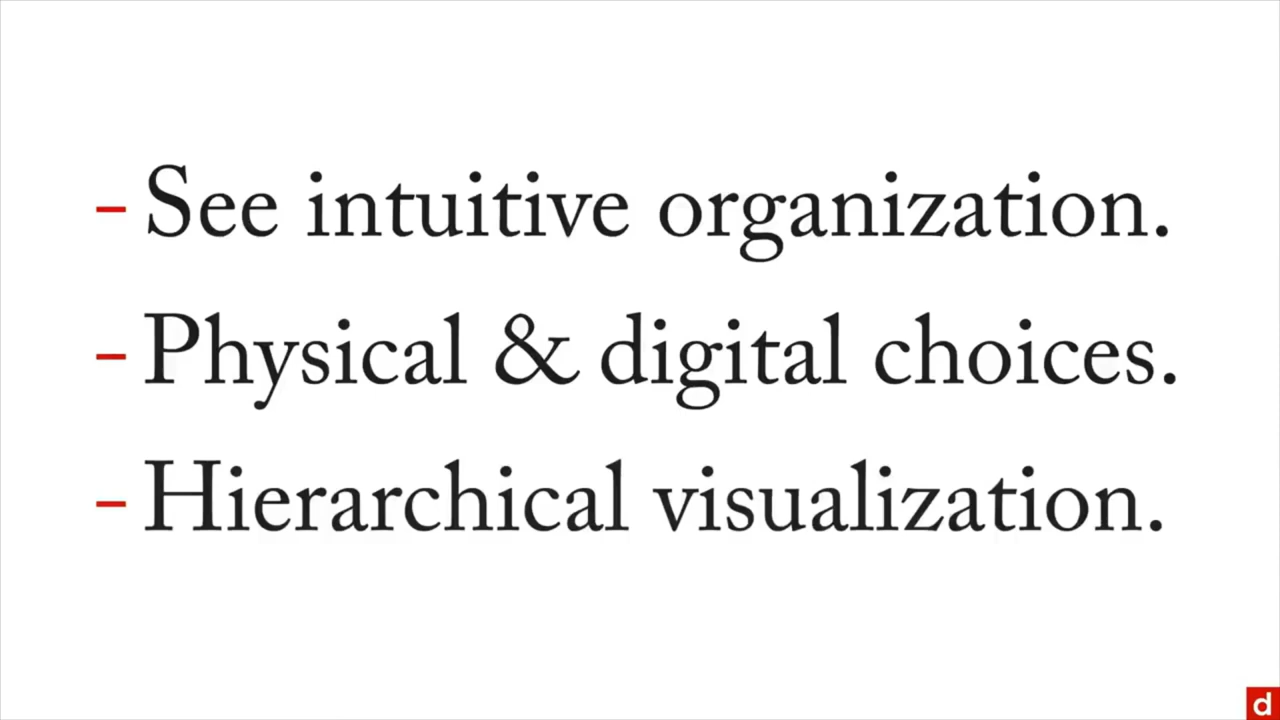 - See intuitive organization.
- Physical & digital choices.
- Hierarchical visualization.
d